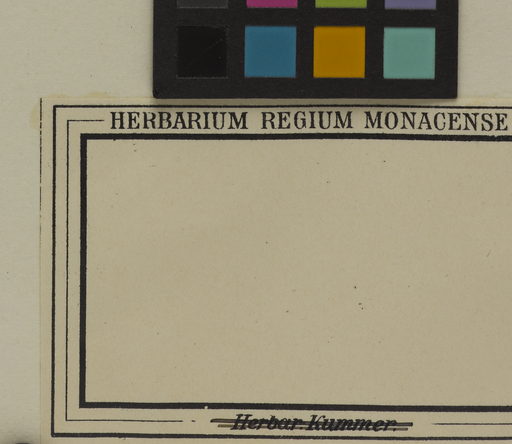 HERBARIUM REGIUM MONACENSE
Herbar. Kummer.